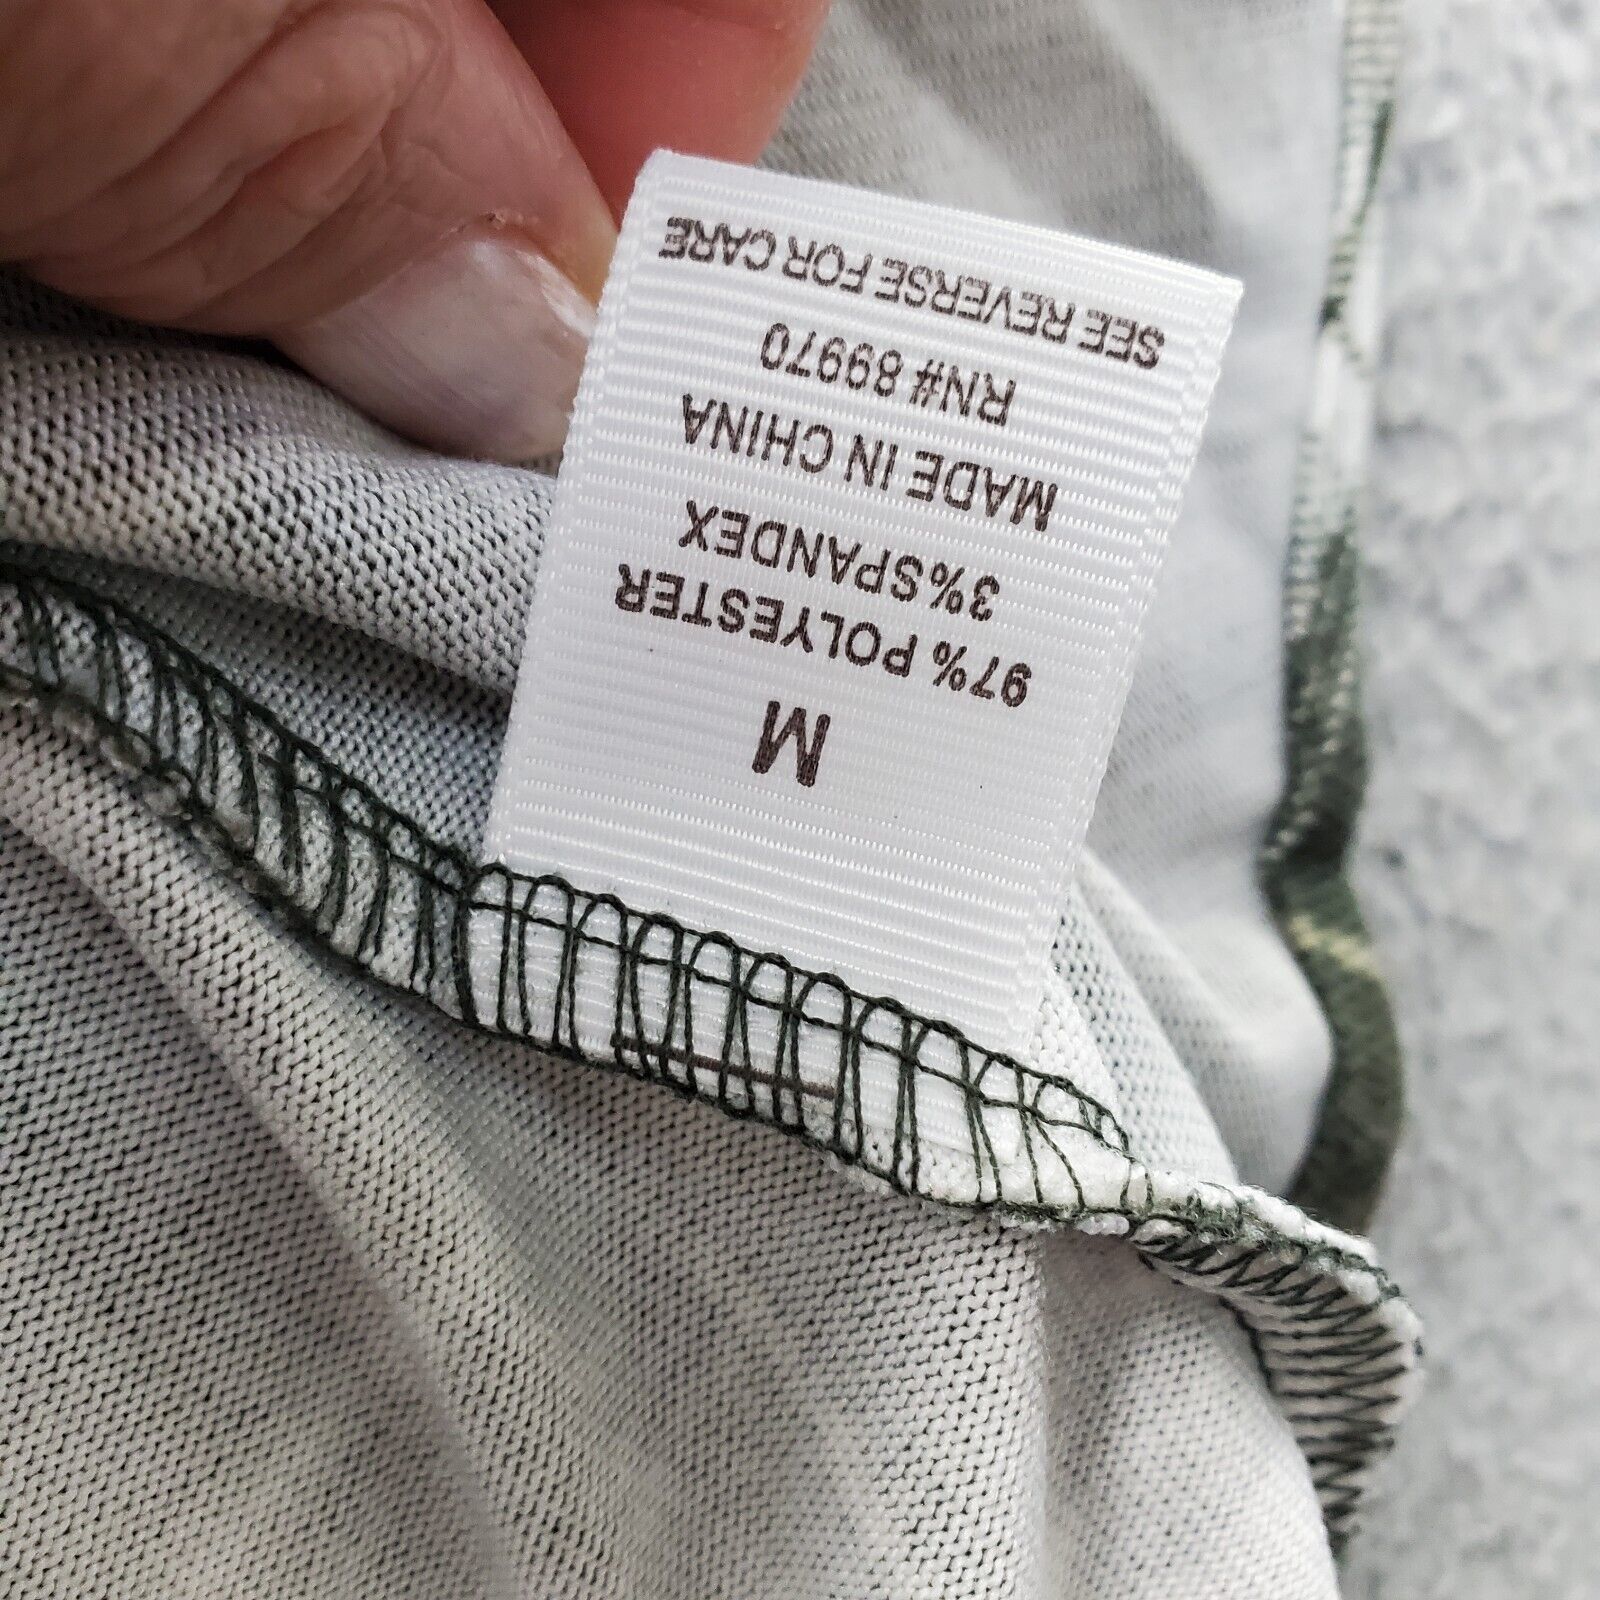 M
97% POLYESTER
3%SPANDEX
MADE IN CHINA
RN# 89970
SEE REVERSE FOR CARE